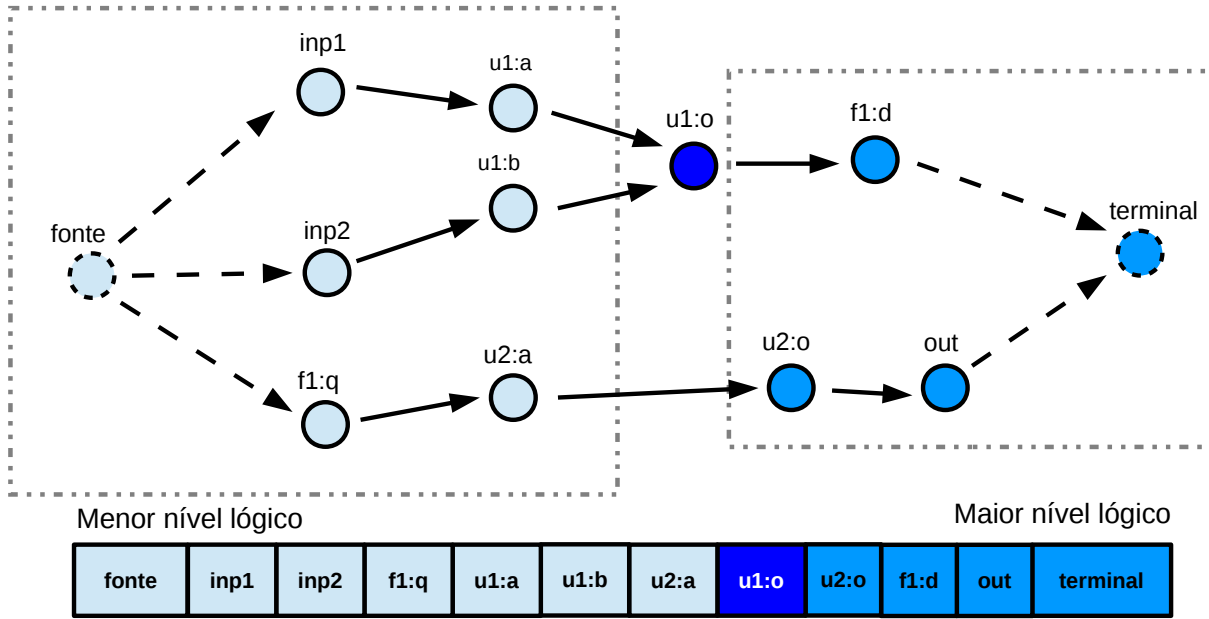 inp1
u1:a
u1:o
f1:d
u1:b
fonte
inp2
terminal
f1:q
u2:a
u2:o
out
Menor nível lógico
Maior nível lógico
fonte inp1 inp2 f1:q u1:a u1:b u2:a u1:o u2:o f1:d out terminal